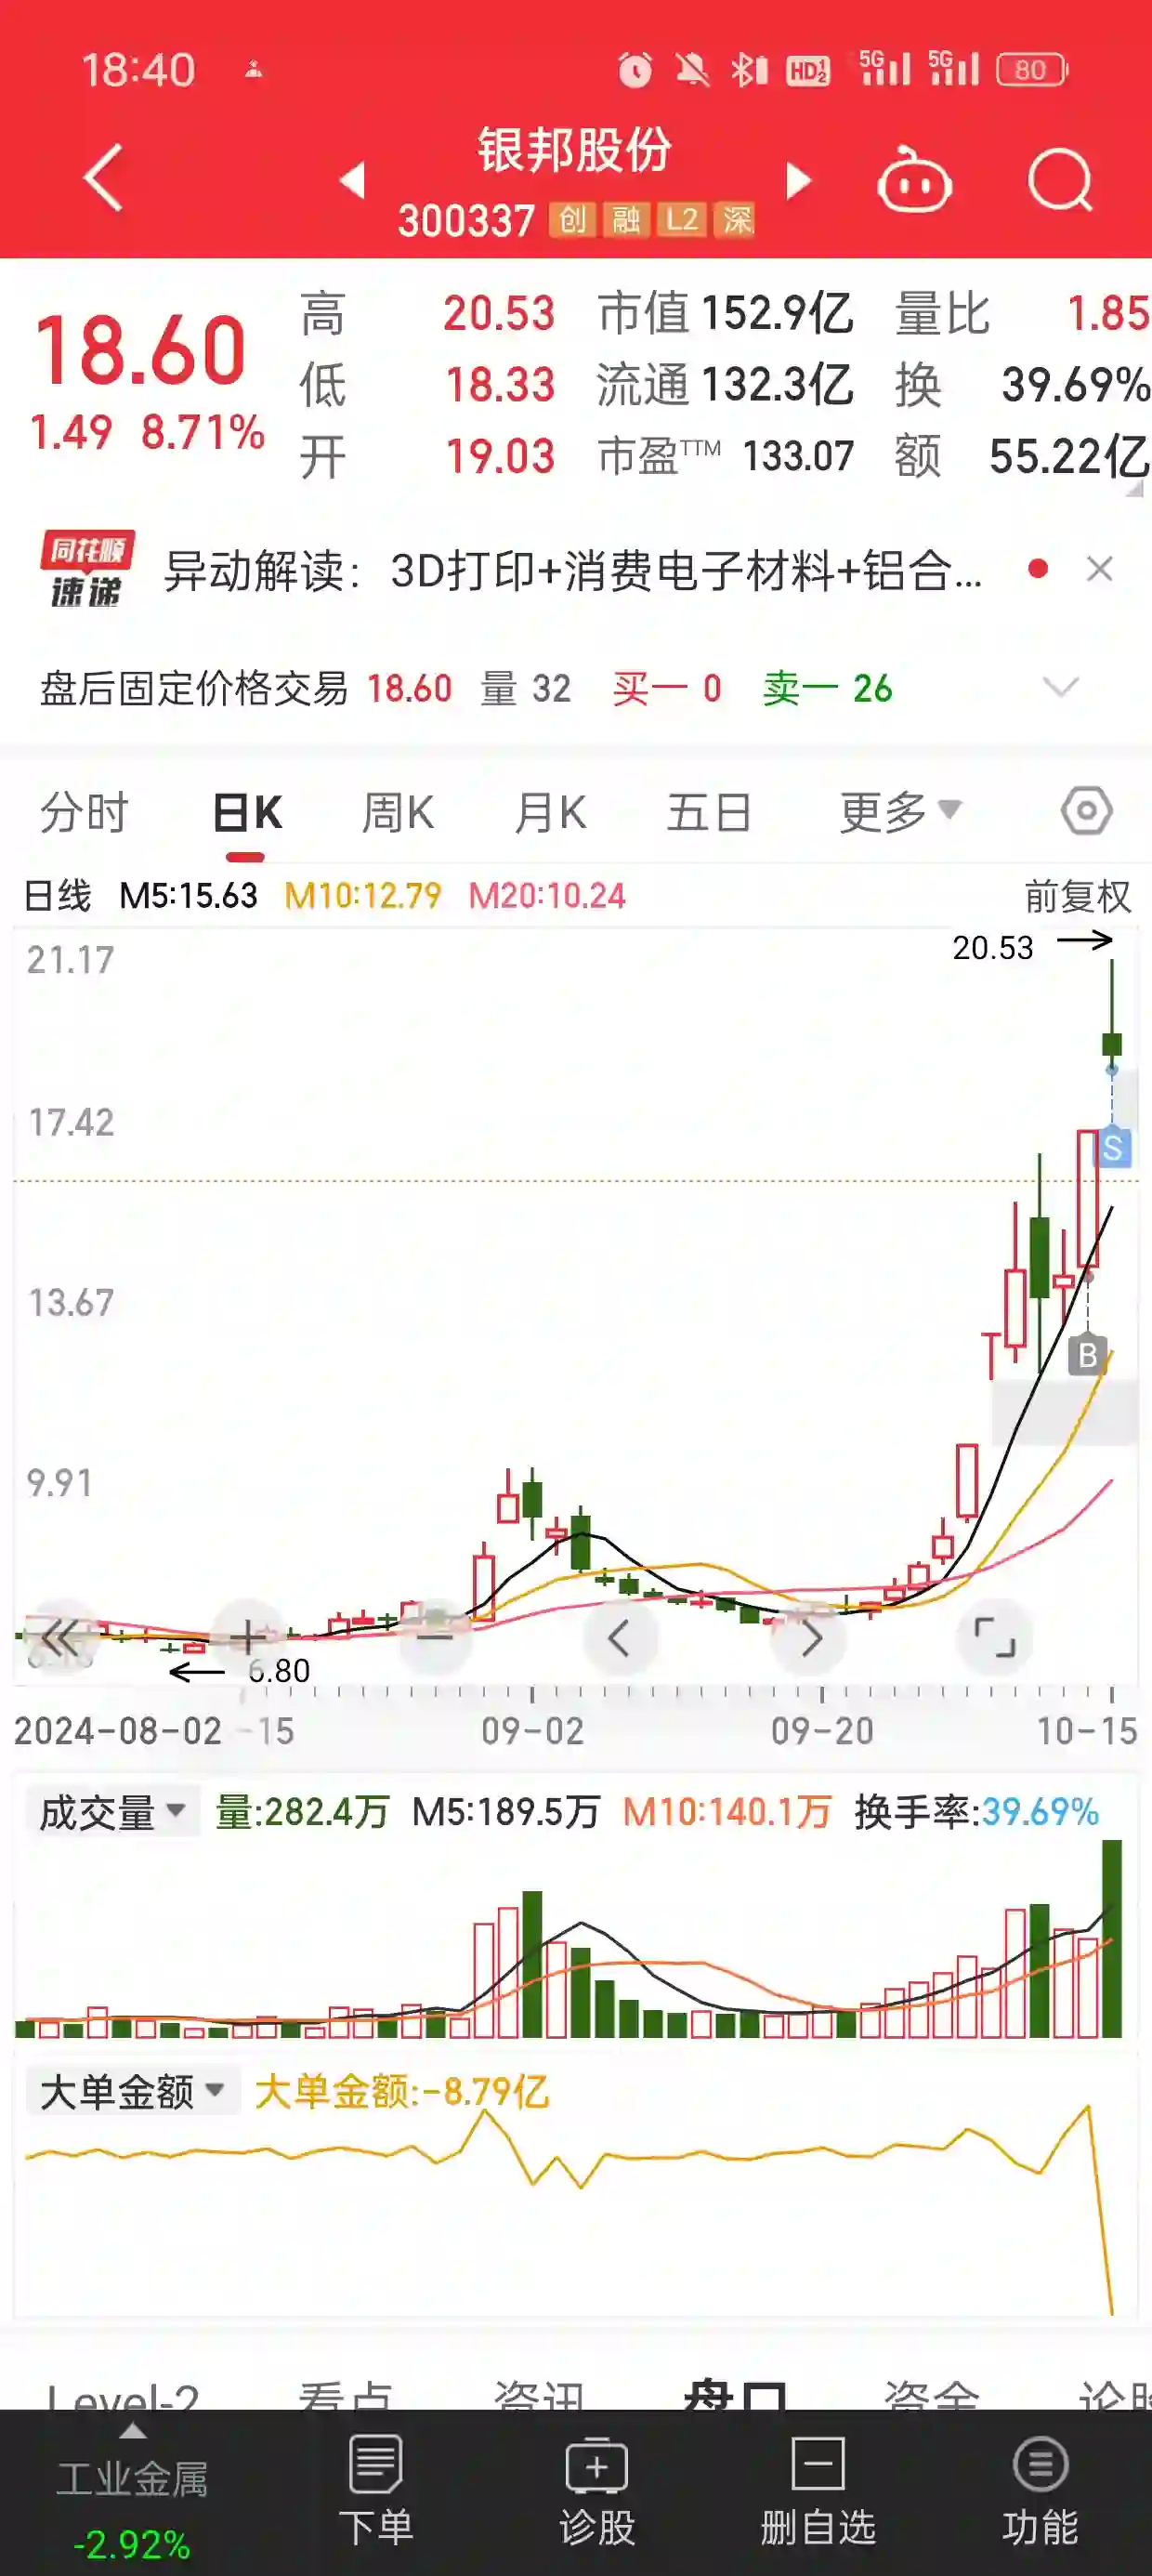 18:40 HD 1 2 5G 5G 80
银邦股份
300337 创 融 L2 深
18.60
1.49 8.71%
高 20.53 市值 152.9亿 量比 1.85
低 18.33 流通 132.3亿 换 39.69%
开 19.03 市盈TTM 133.07 额 55.22亿
同花顺
速递
异动解读：3D打印+消费电子材料+铝合...
盘后固定价格交易 18.60 量 32 买一 0 卖一 26
分时 日K 周K 月K 五日 更多
日线 M5:15.63 M10:12.79 M20:10.24 前复权
20.53
21.17
17.42
S
13.67
B
9.91
6.80
2024-08-02 -15 09-02 09-20 10-15
成交量 量:282.4万 M5:189.5万 M10:140.1万 换手率:39.69%
大单金额 大单金额:-8.79亿
Level-2 看点 资讯 盘口 资金
工业金属
-2.92%
下单 诊股 删自选 功能